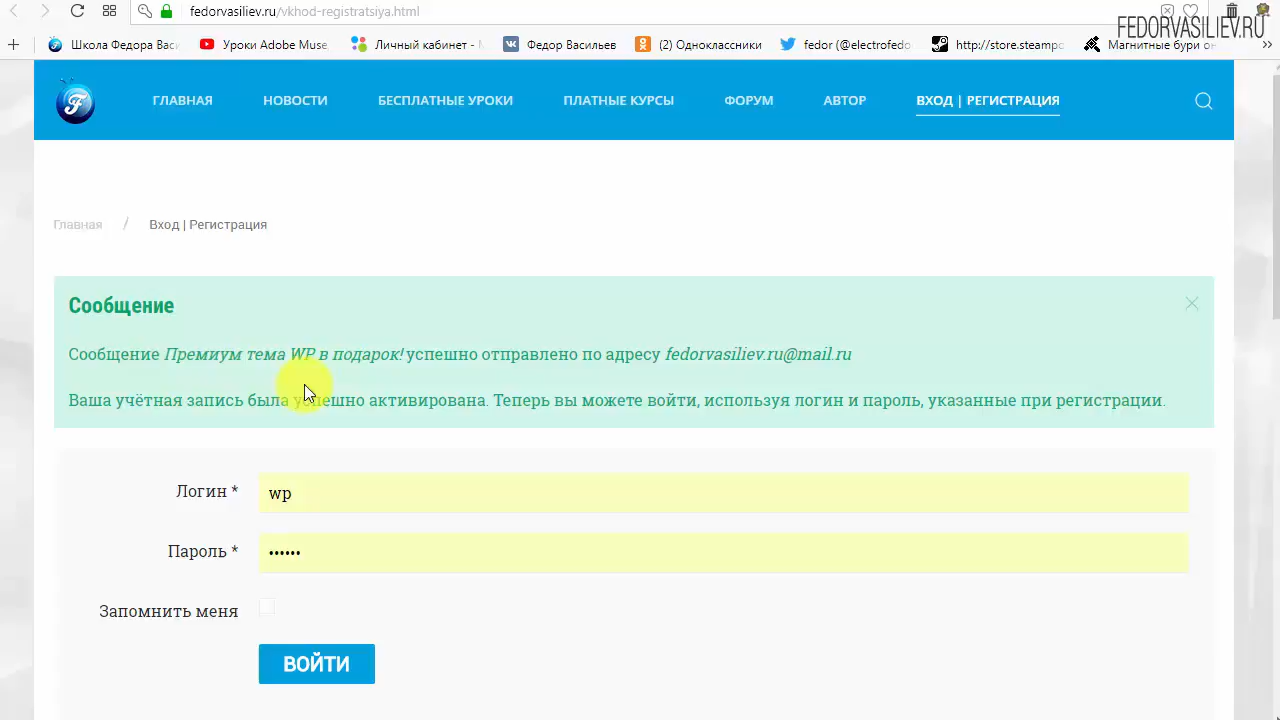 fedorvasiliev.ru/vkhod-registratsiya.html
FEDORVASILIEV.RU
Школа Федора Васи
Уроки Adobe Muse,
Личный кабинет -
Федор Васильев
(2) Одноклассники
fedor (@electrofedo
http://store.steampo
Магнитные бури он
ГЛАВНАЯ
НОВОСТИ
БЕСПЛАТНЫЕ УРОКИ
ПЛАТНЫЕ КУРСЫ
ФОРУМ
АВТОР
ВХОД | РЕГИСТРАЦИЯ
Главная / Вход | Регистрация
Сообщение
Сообщение Премиум тема WP в подарок! успешно отправлено по адресу fedorvasiliev.ru@mail.ru
Ваша учётная запись была успешно активирована. Теперь вы можете войти, используя логин и пароль, указанные при регистрации.
Логин *
wp
Пароль *
••••••
Запомнить меня
ВОЙТИ